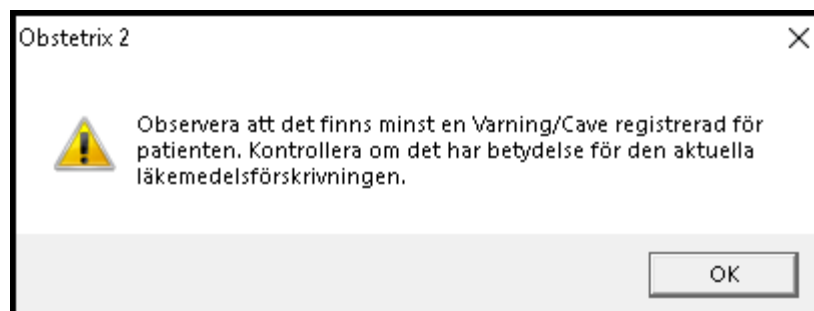 Obstetrix 2
Observera att det finns minst en Varning/Cave registrerad för
patienten. Kontrollera om det har betydelse för den aktuella
läkemedelsförskrivningen.
OK